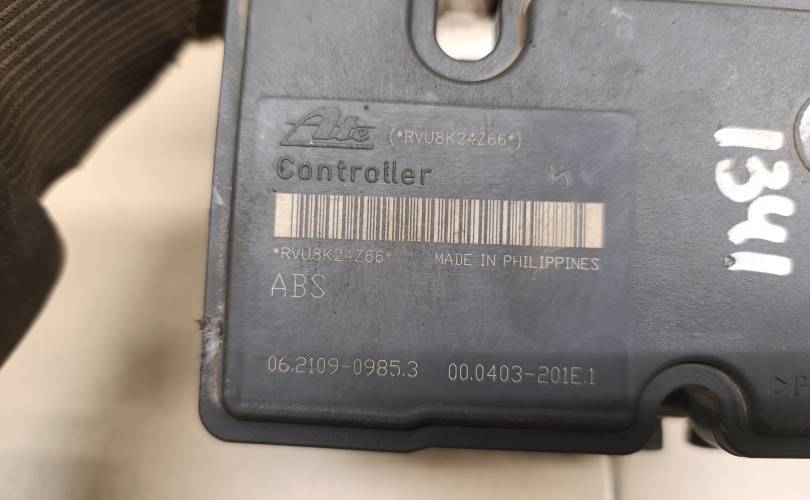 Ate (*RVU8K24Z66*)
Controller
*RVU8K24Z66* MADE IN PHILIPPINES
ABS
06.2109-0985.3 00.0403-201E.1
1341
>P